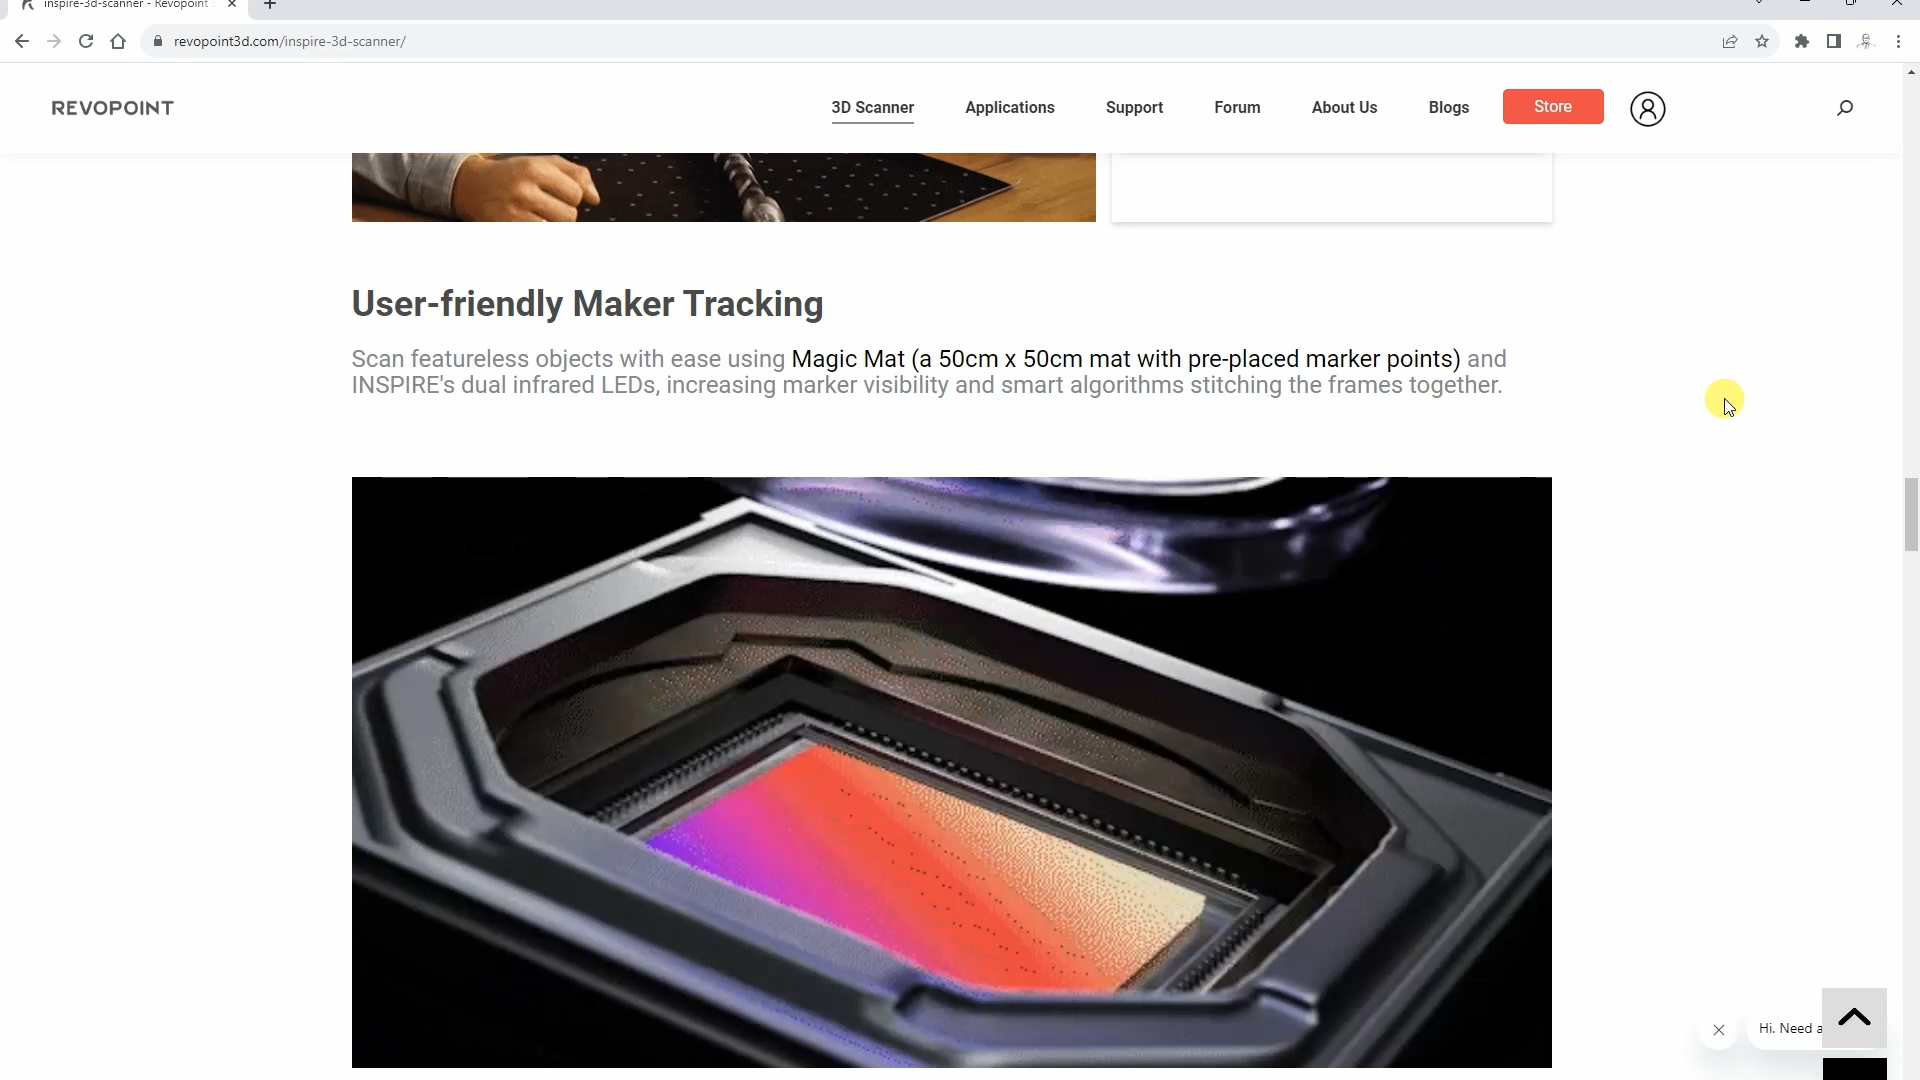 inspire-3d-scanner - Revopoint
revopoint3d.com/inspire-3d-scanner/
REVOPOINT
3D Scanner
Applications
Support
Forum
About Us
Blogs
Store
User-friendly Maker Tracking
Scan featureless objects with ease using Magic Mat (a 50cm x 50cm mat with pre-placed marker points) and
INSPIRE's dual infrared LEDs, increasing marker visibility and smart algorithms stitching the frames together.
Hi. Need a